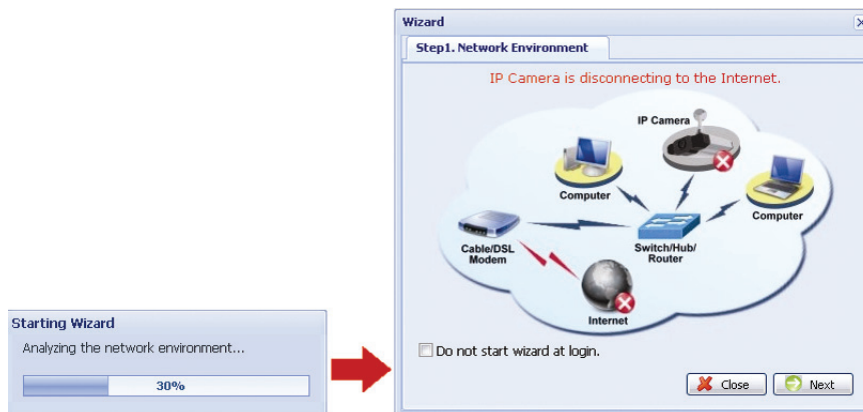 Starting Wizard
Analyzing the network environment...
30%
Wizard
Step1. Network Environment
IP Camera is disconnecting to the Internet.
IP Camera
Computer
Computer
Cable/DSL
Modem
Switch/Hub/
Router
Internet
Do not start wizard at login.
Close
Next